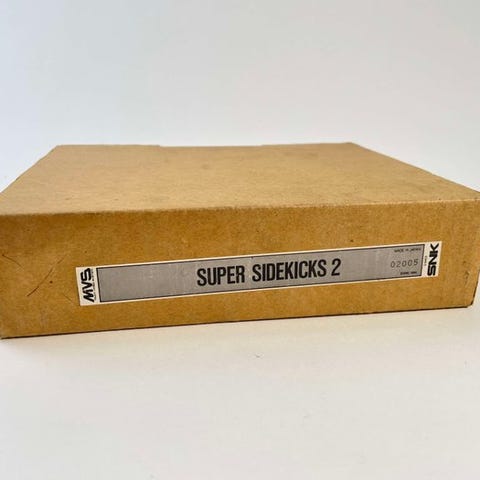 MVS
SUPER SIDEKICKS 2
MADE IN JAPAN
02005
SNK